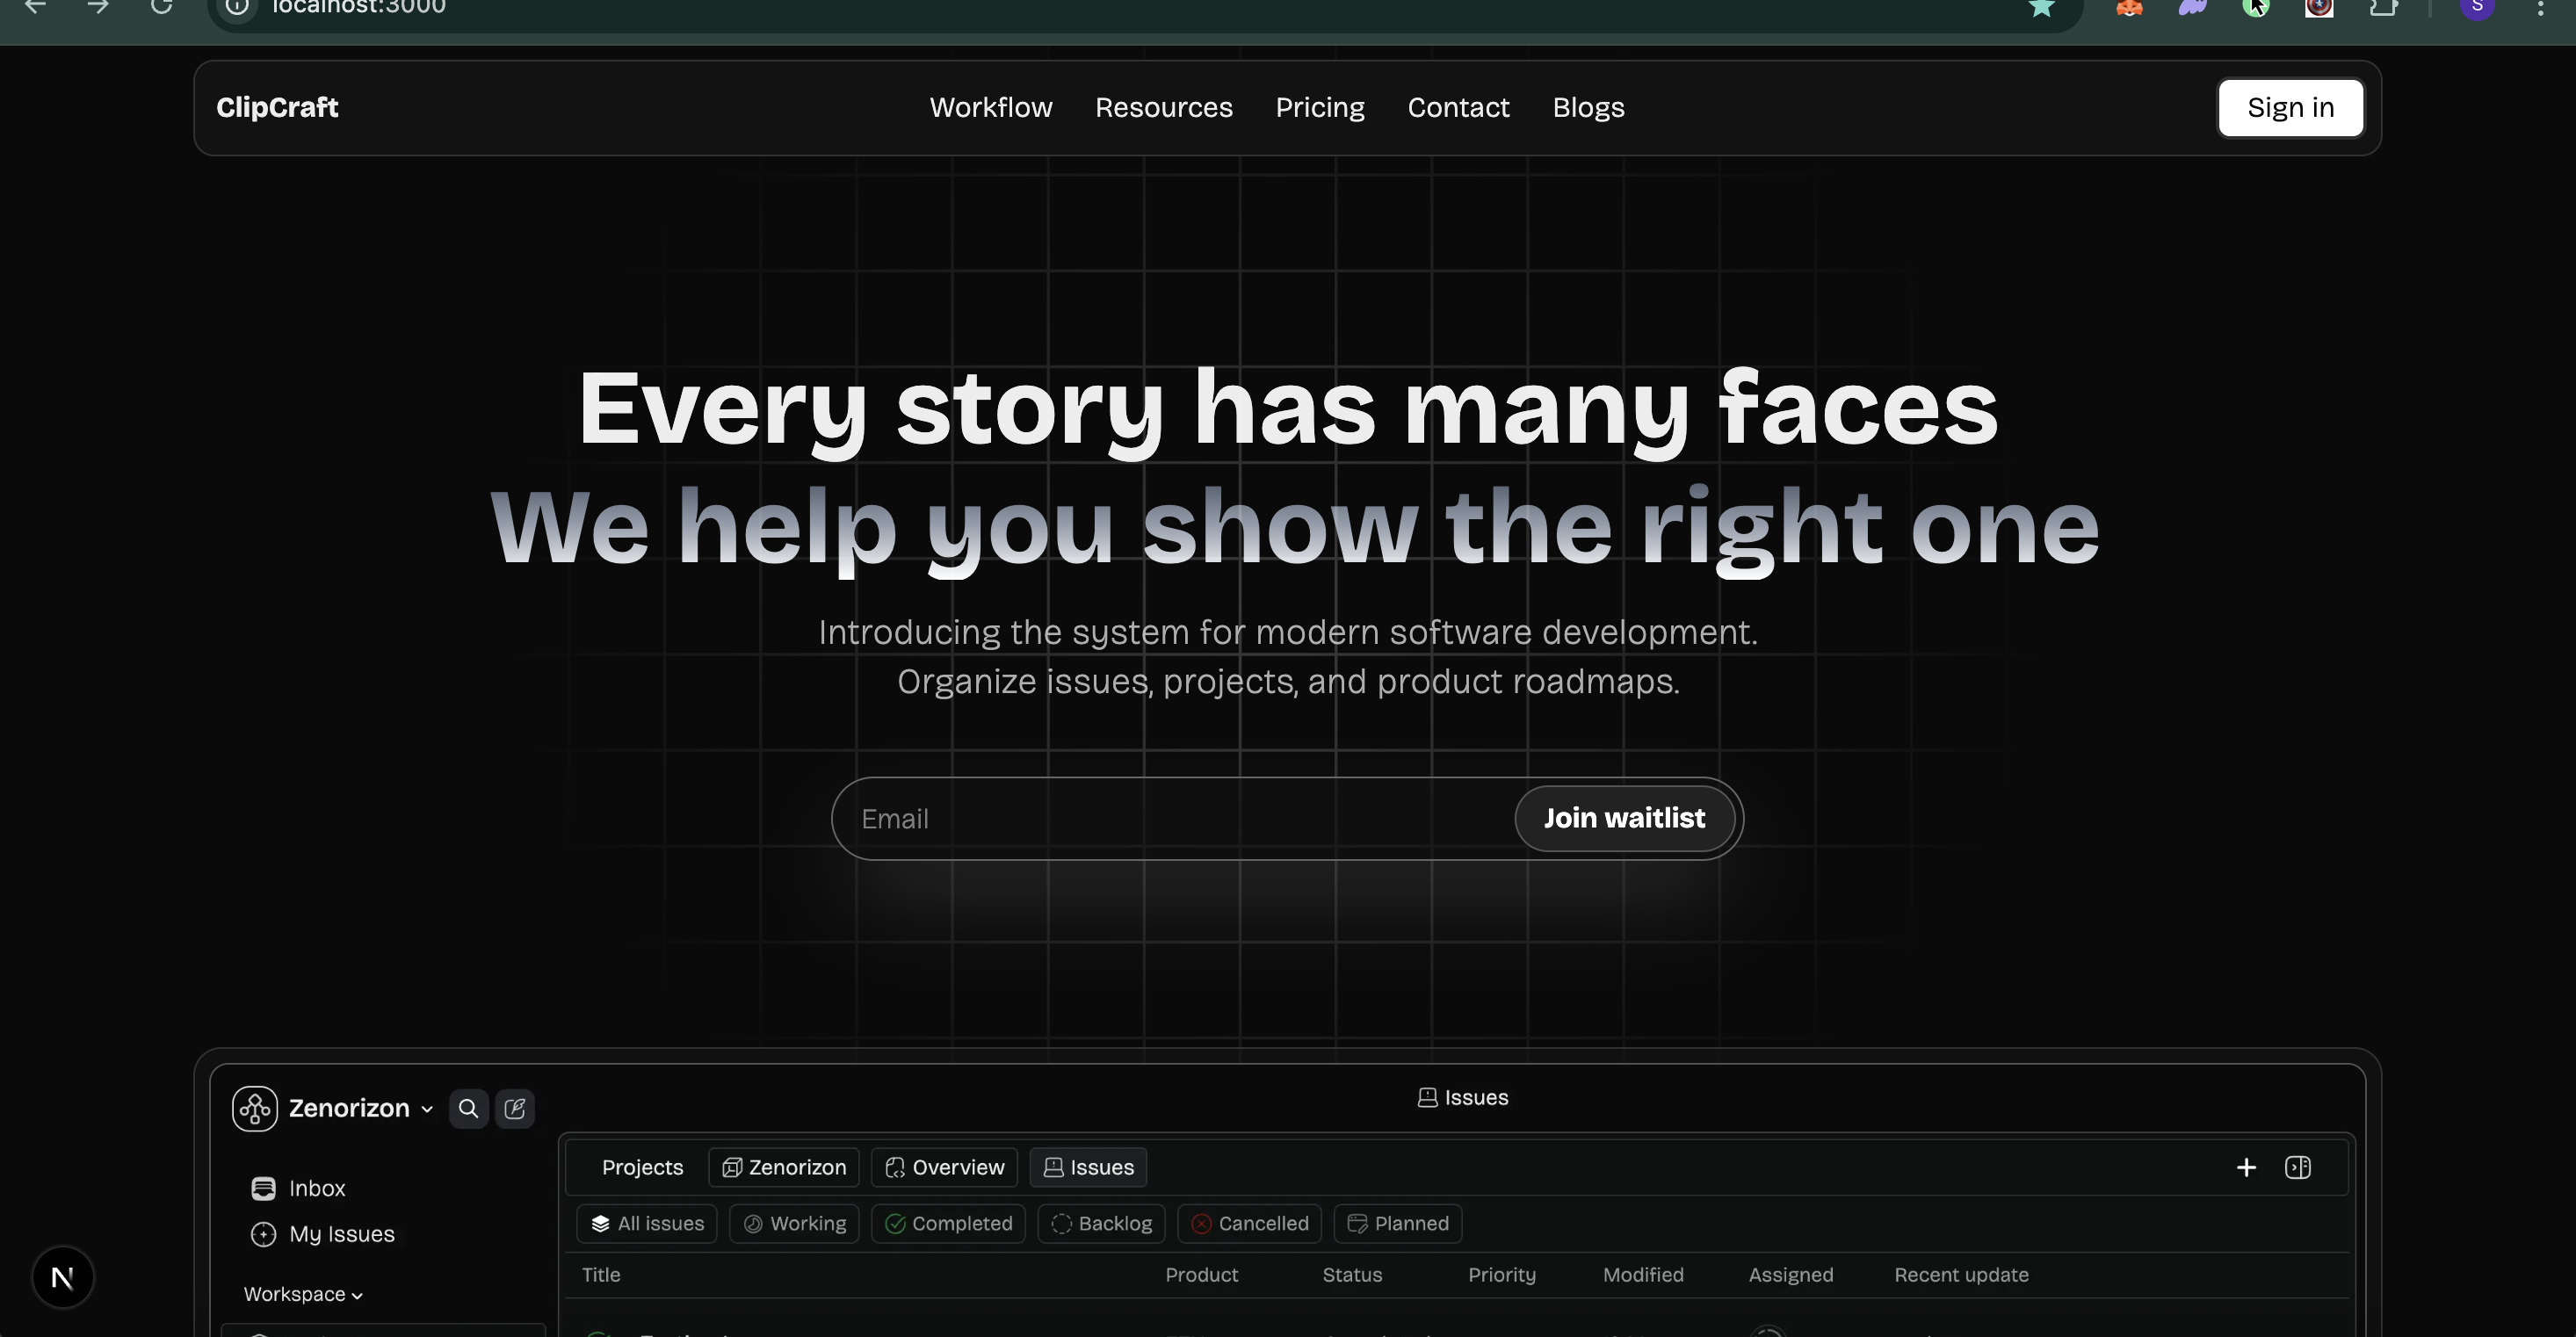 localhost:3000
S
ClipCraft
Workflow Resources Pricing Contact Blogs
Sign in
Every story has many faces
We help you show the right one
Introducing the system for modern software development.
Organize issues, projects, and product roadmaps.
Email
Join waitlist
Zenorizon
Issues
Projects Zenorizon Overview Issues
Inbox
All issues Working Completed Backlog Cancelled Planned
My Issues
Title Product Status Priority Modified Assigned Recent update
Workspace
N